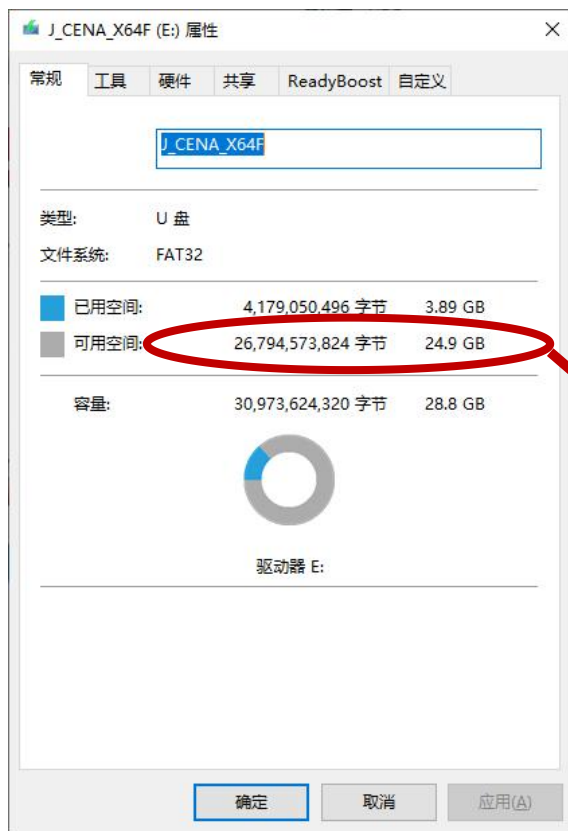 J_CENA_X64F (E:) 属性
常规 工具 硬件 共享 ReadyBoost 自定义
J_CENA_X64F
类型: U 盘
文件系统: FAT32
已用空间: 4,179,050,496 字节 3.89 GB
可用空间: 26,794,573,824 字节 24.9 GB
容量: 30,973,624,320 字节 28.8 GB
驱动器 E:
确定 取消 应用(A)